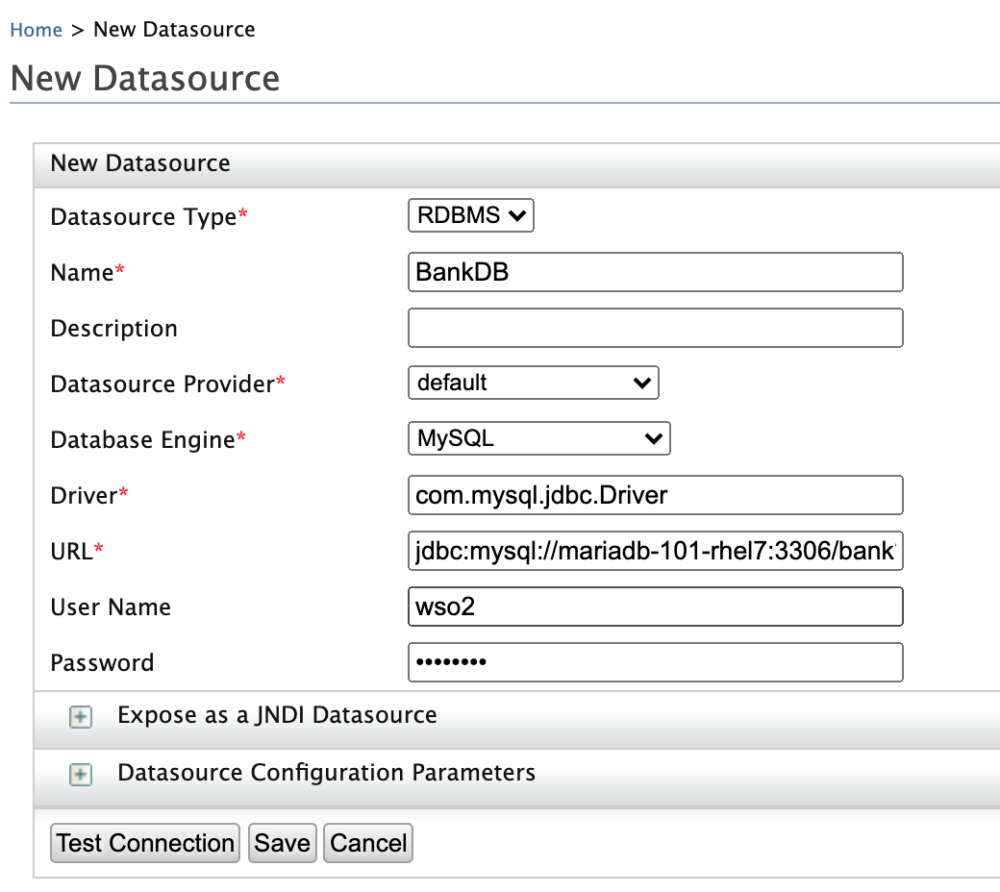 Home > New Datasource
New Datasource
New Datasource
Datasource Type* RDBMS
Name* BankDB
Description
Datasource Provider* default
Database Engine* MySQL
Driver* com.mysql.jdbc.Driver
URL* jdbc:mysql://mariadb-101-rhel7:3306/bank
User Name wso2
Password ••••••••
Expose as a JNDI Datasource
Datasource Configuration Parameters
Test Connection Save Cancel